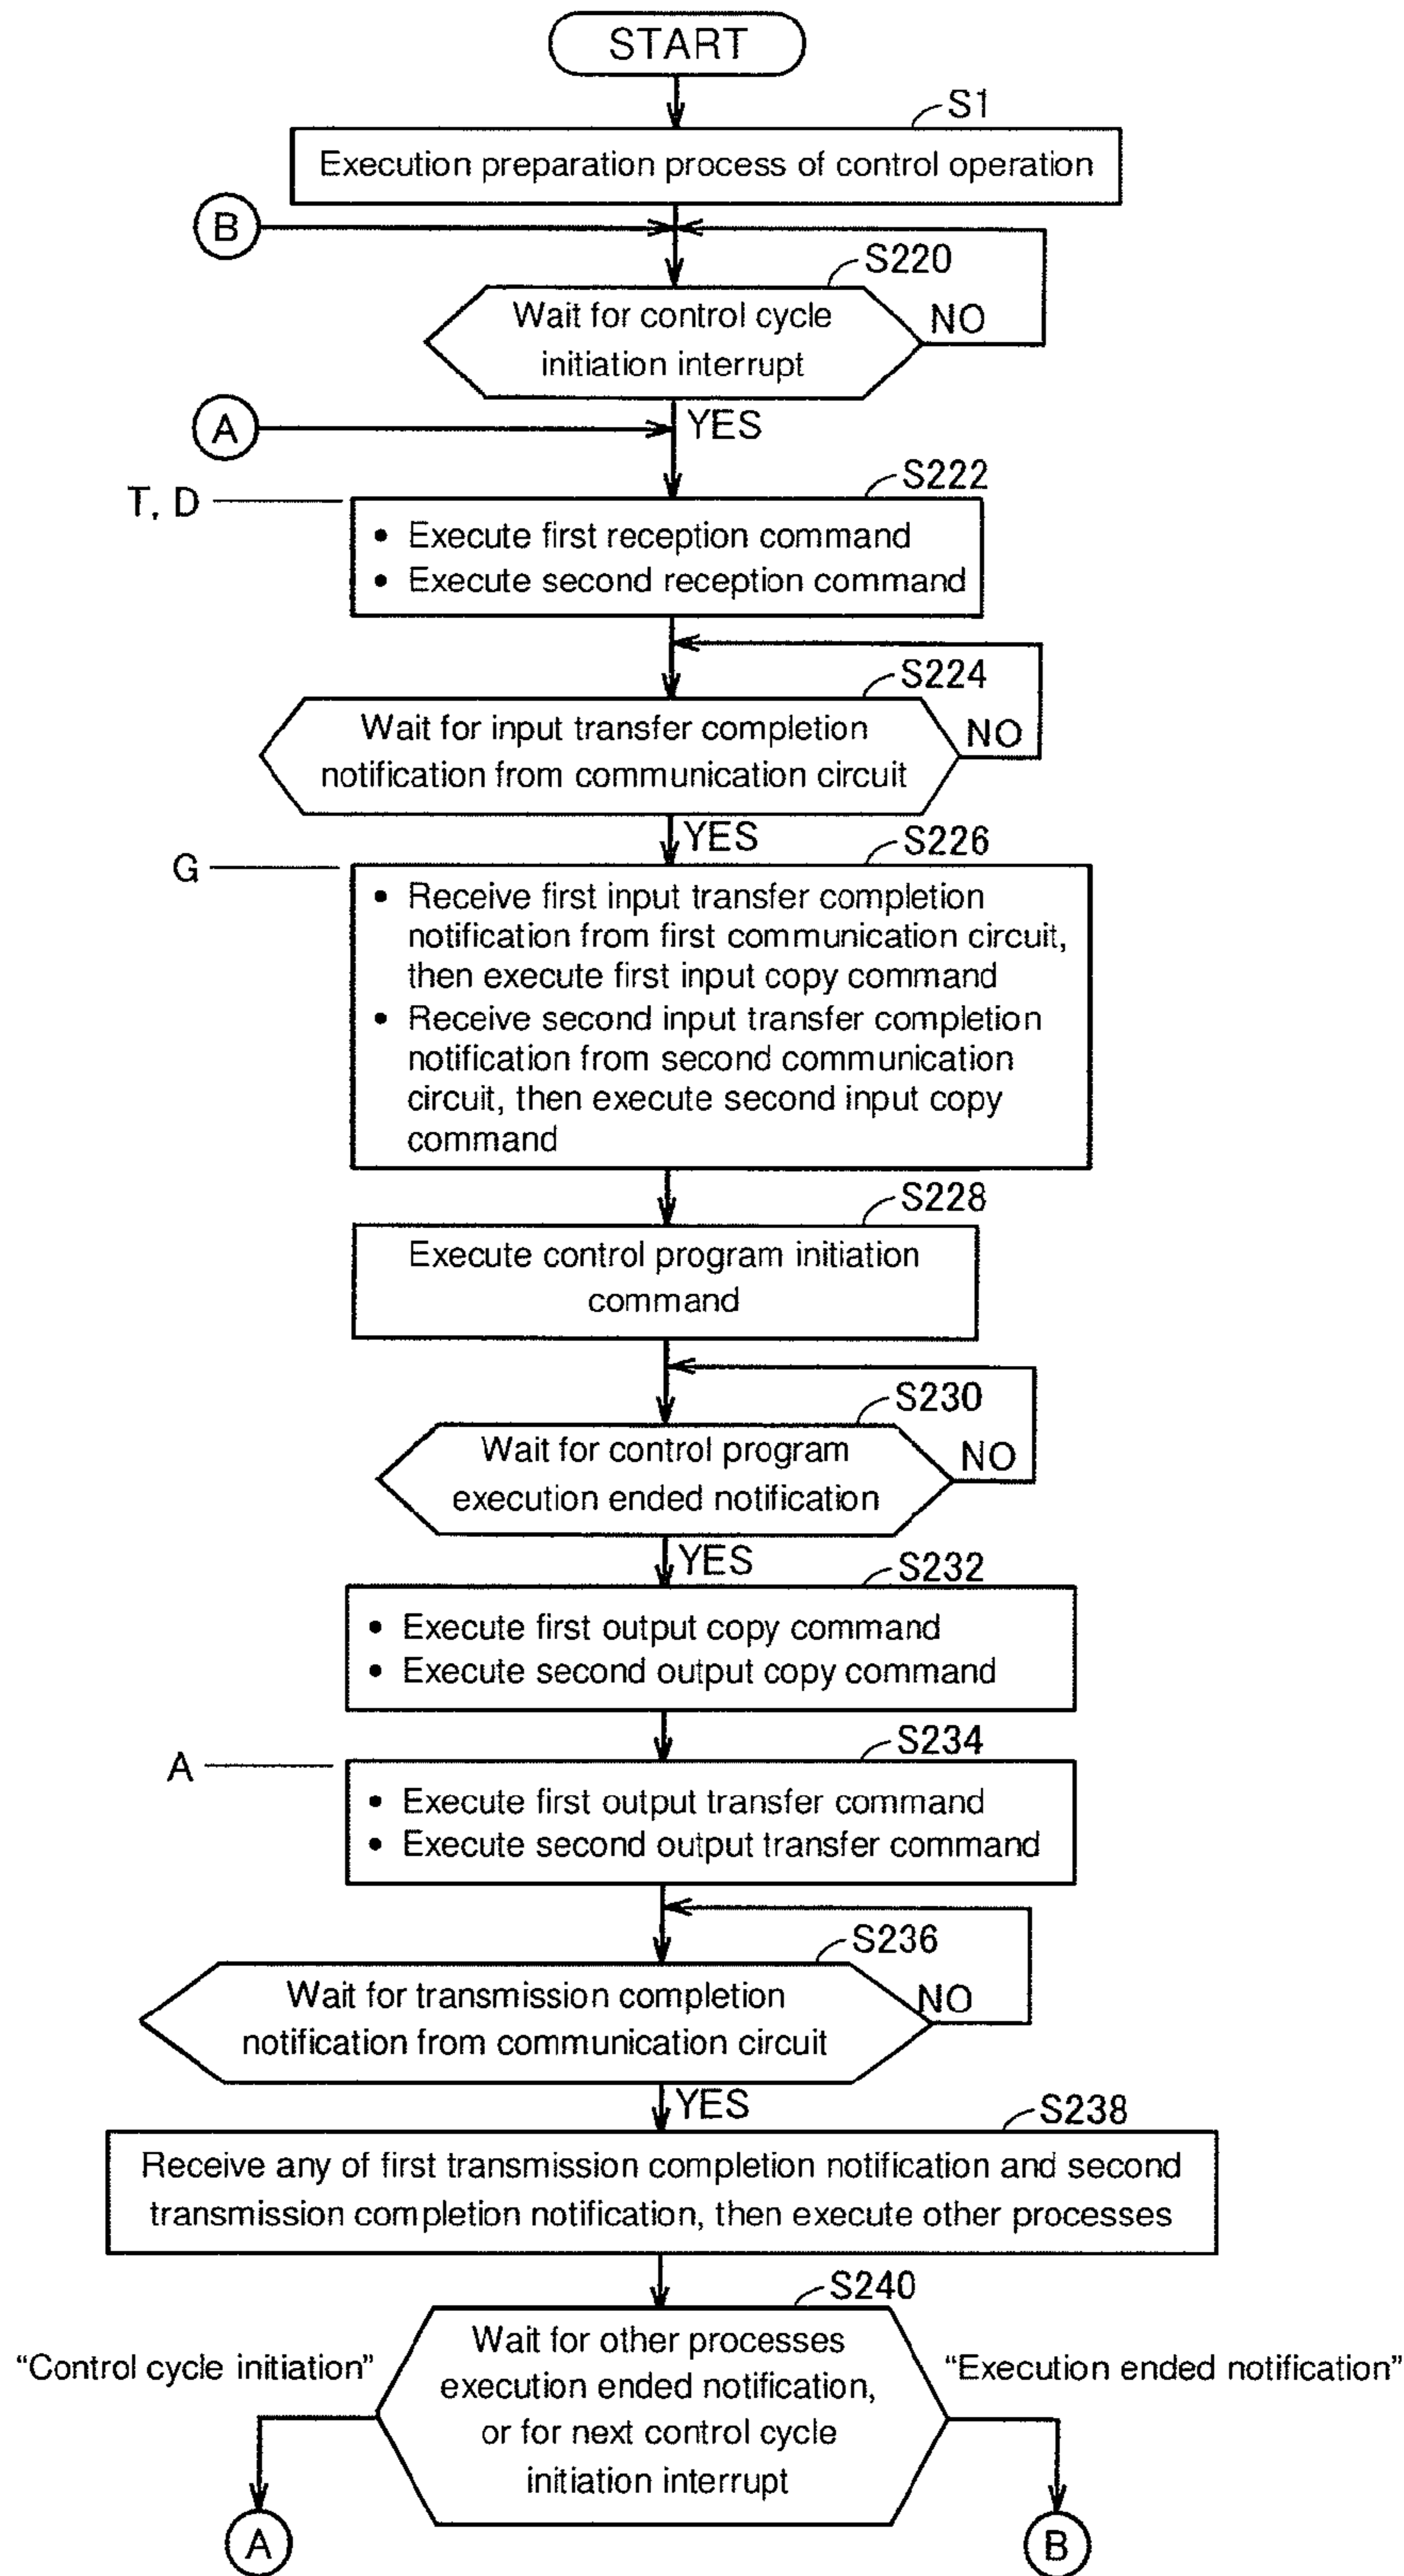 START
S1
Execution preparation process of control operation
B
S220
Wait for control cycle
initiation interrupt
NO
A
YES
S222
T, D
• Execute first reception command
• Execute second reception command
S224
Wait for input transfer completion
notification from communication circuit
NO
YES
S226
G
• Receive first input transfer completion
notification from first communication circuit,
then execute first input copy command
• Receive second input transfer completion
notification from second communication
circuit, then execute second input copy
command
S228
Execute control program initiation
command
S230
Wait for control program
execution ended notification
NO
YES
S232
• Execute first output copy command
• Execute second output copy command
S234
A
• Execute first output transfer command
• Execute second output transfer command
S236
Wait for transmission completion
notification from communication circuit
NO
YES
S238
Receive any of first transmission completion notification and second
transmission completion notification, then execute other processes
S240
Wait for other processes
execution ended notification,
or for next control cycle
initiation interrupt
“Control cycle initiation”
“Execution ended notification”
A
B